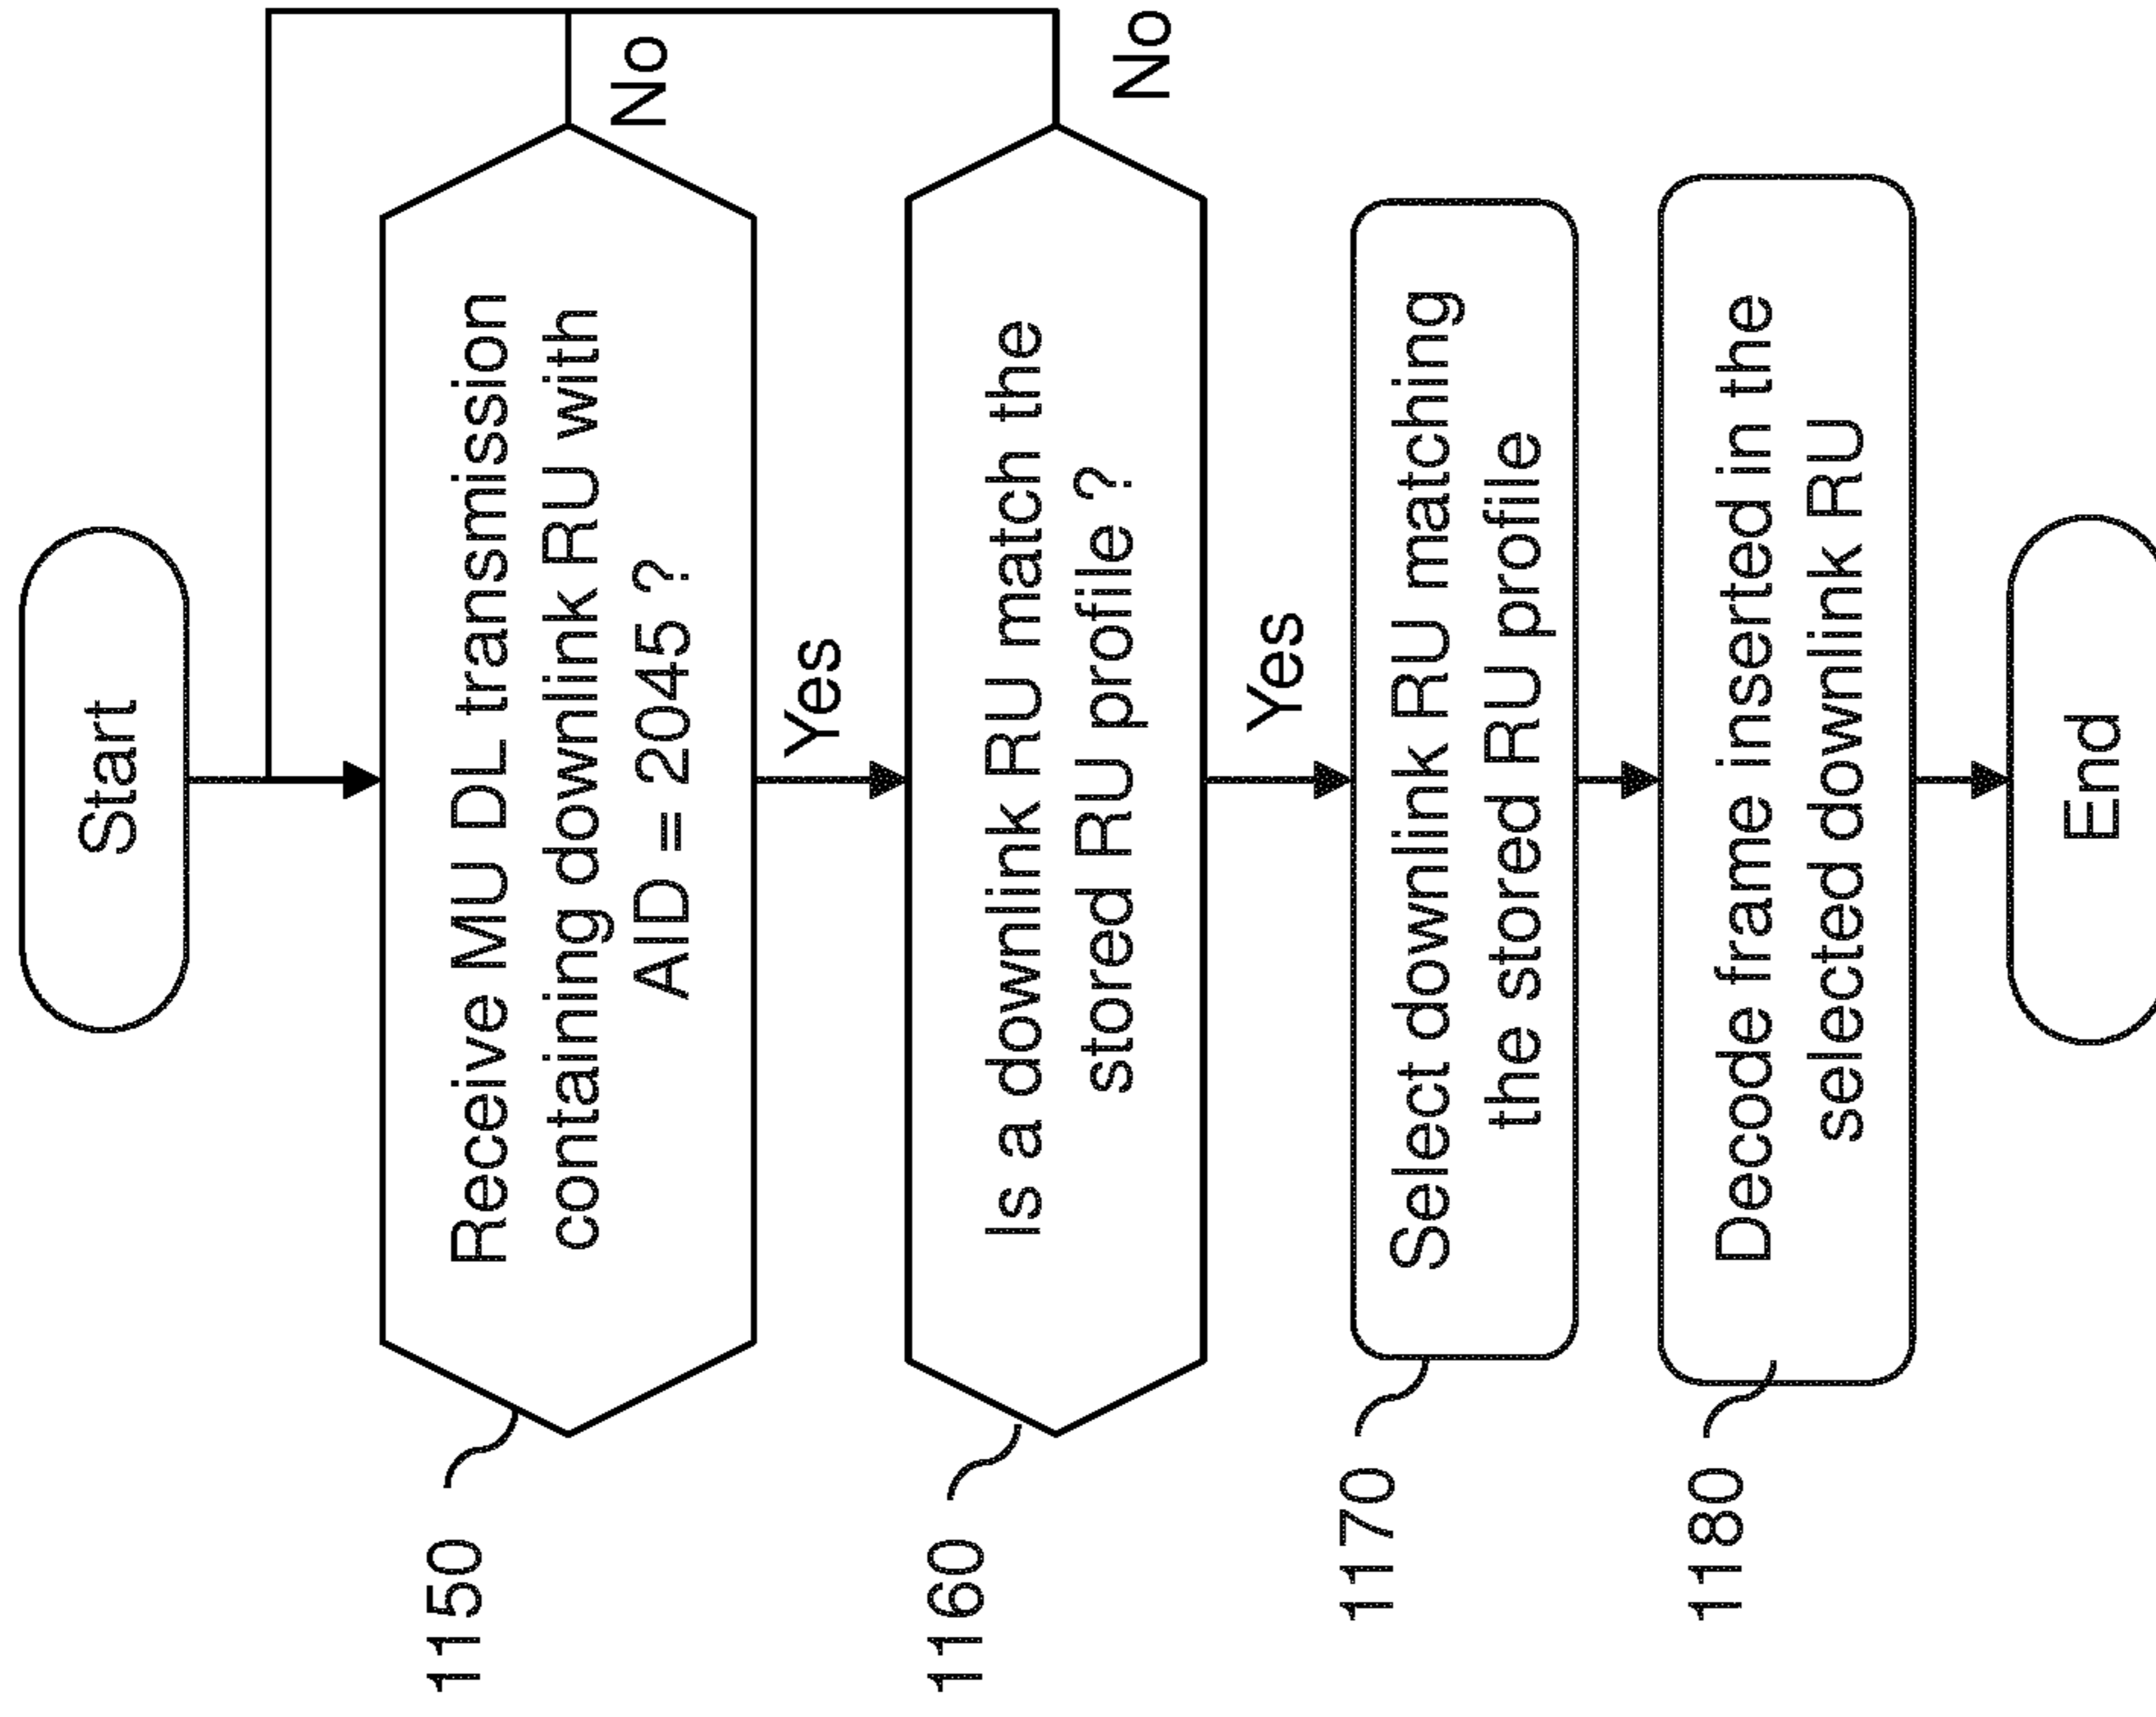 Start
1150
Receive MU DL transmission
containing downlink RU with
AID = 2045 ?
No
Yes
1160
Is a downlink RU match the
stored RU profile ?
No
Yes
1170
Select downlink RU matching
the stored RU profile
1180
Decode frame inserted in the
selected downlink RU
End